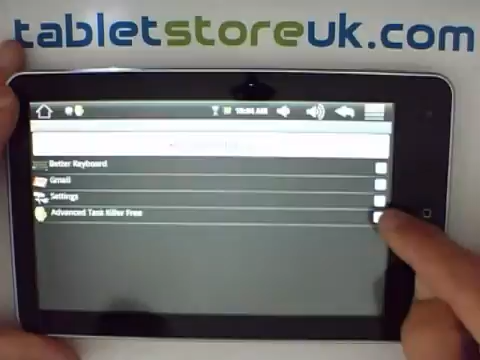 tabletstoreuk.com
Better Keyboard
Gmail
Settings
Advanced Task Killer Free